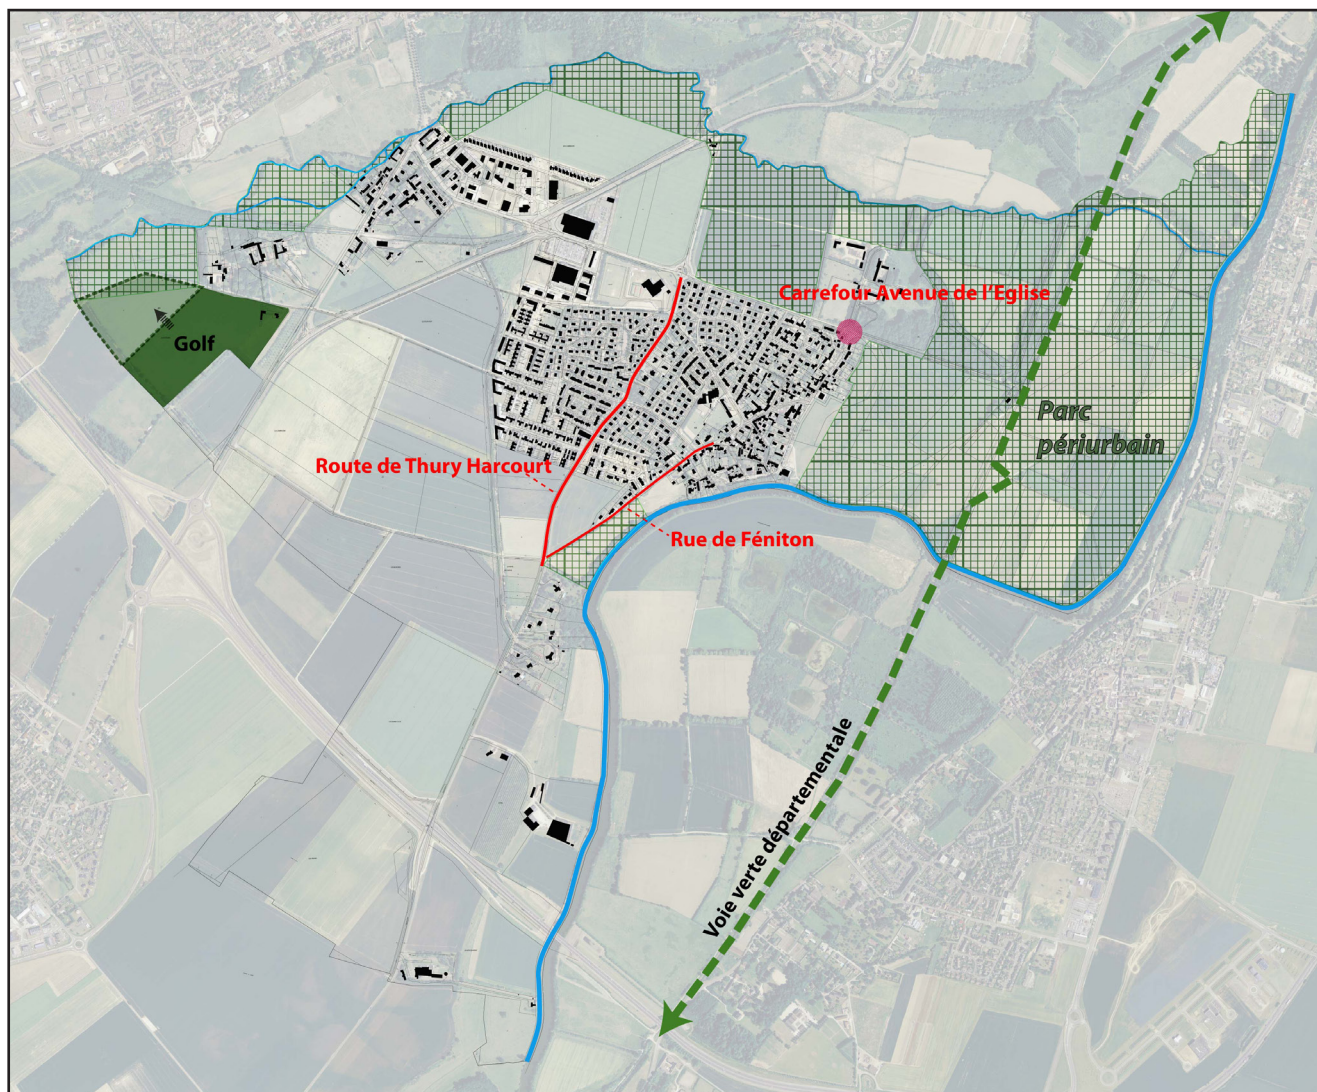 Carrefour Avenue de l’Eglise
Golf
Parc
périurbain
Route de Thury Harcourt
Rue de Féniton
Voie verte départementale